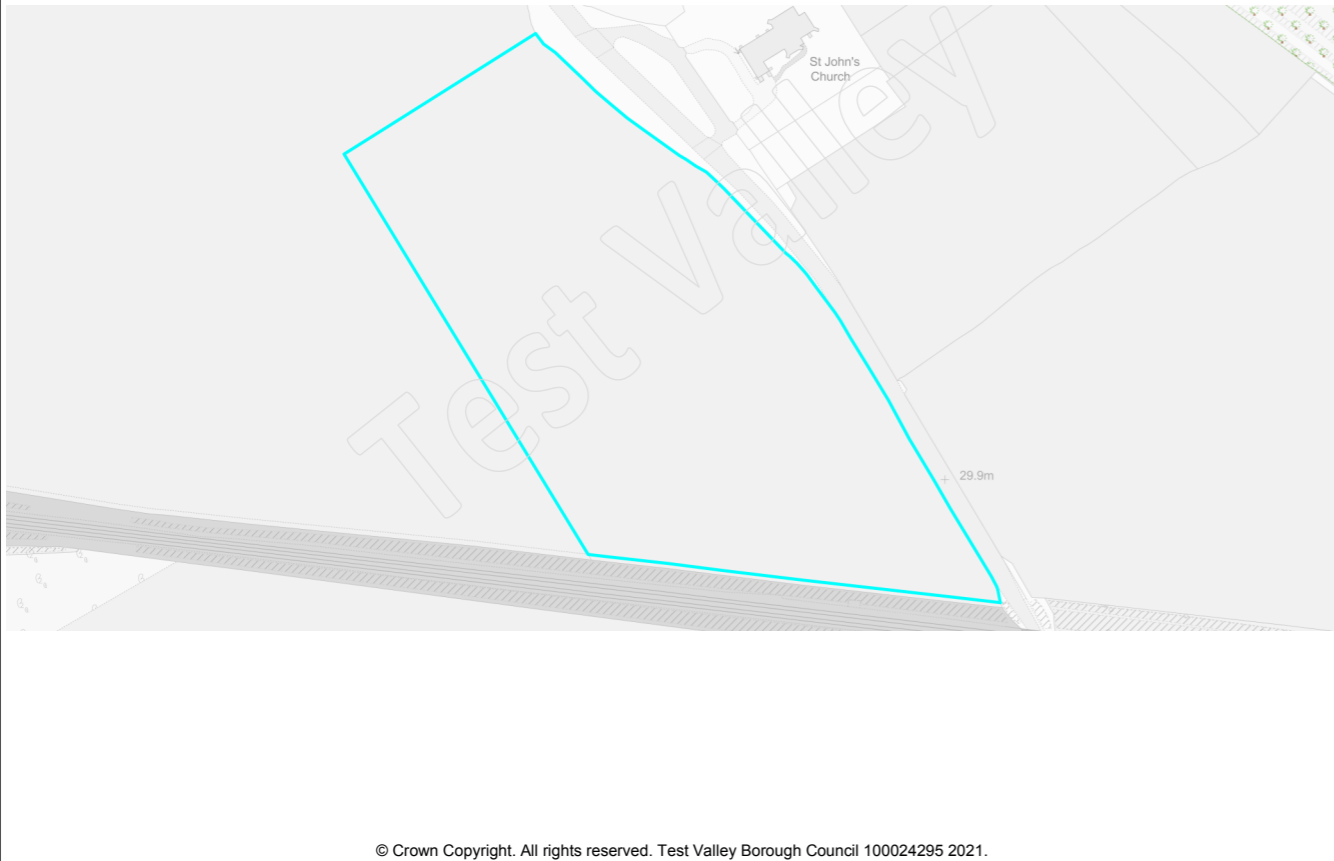 St John's
Church
Test Valley
29.9m
© Crown Copyright. All rights reserved. Test Valley Borough Council 100024295 2021.